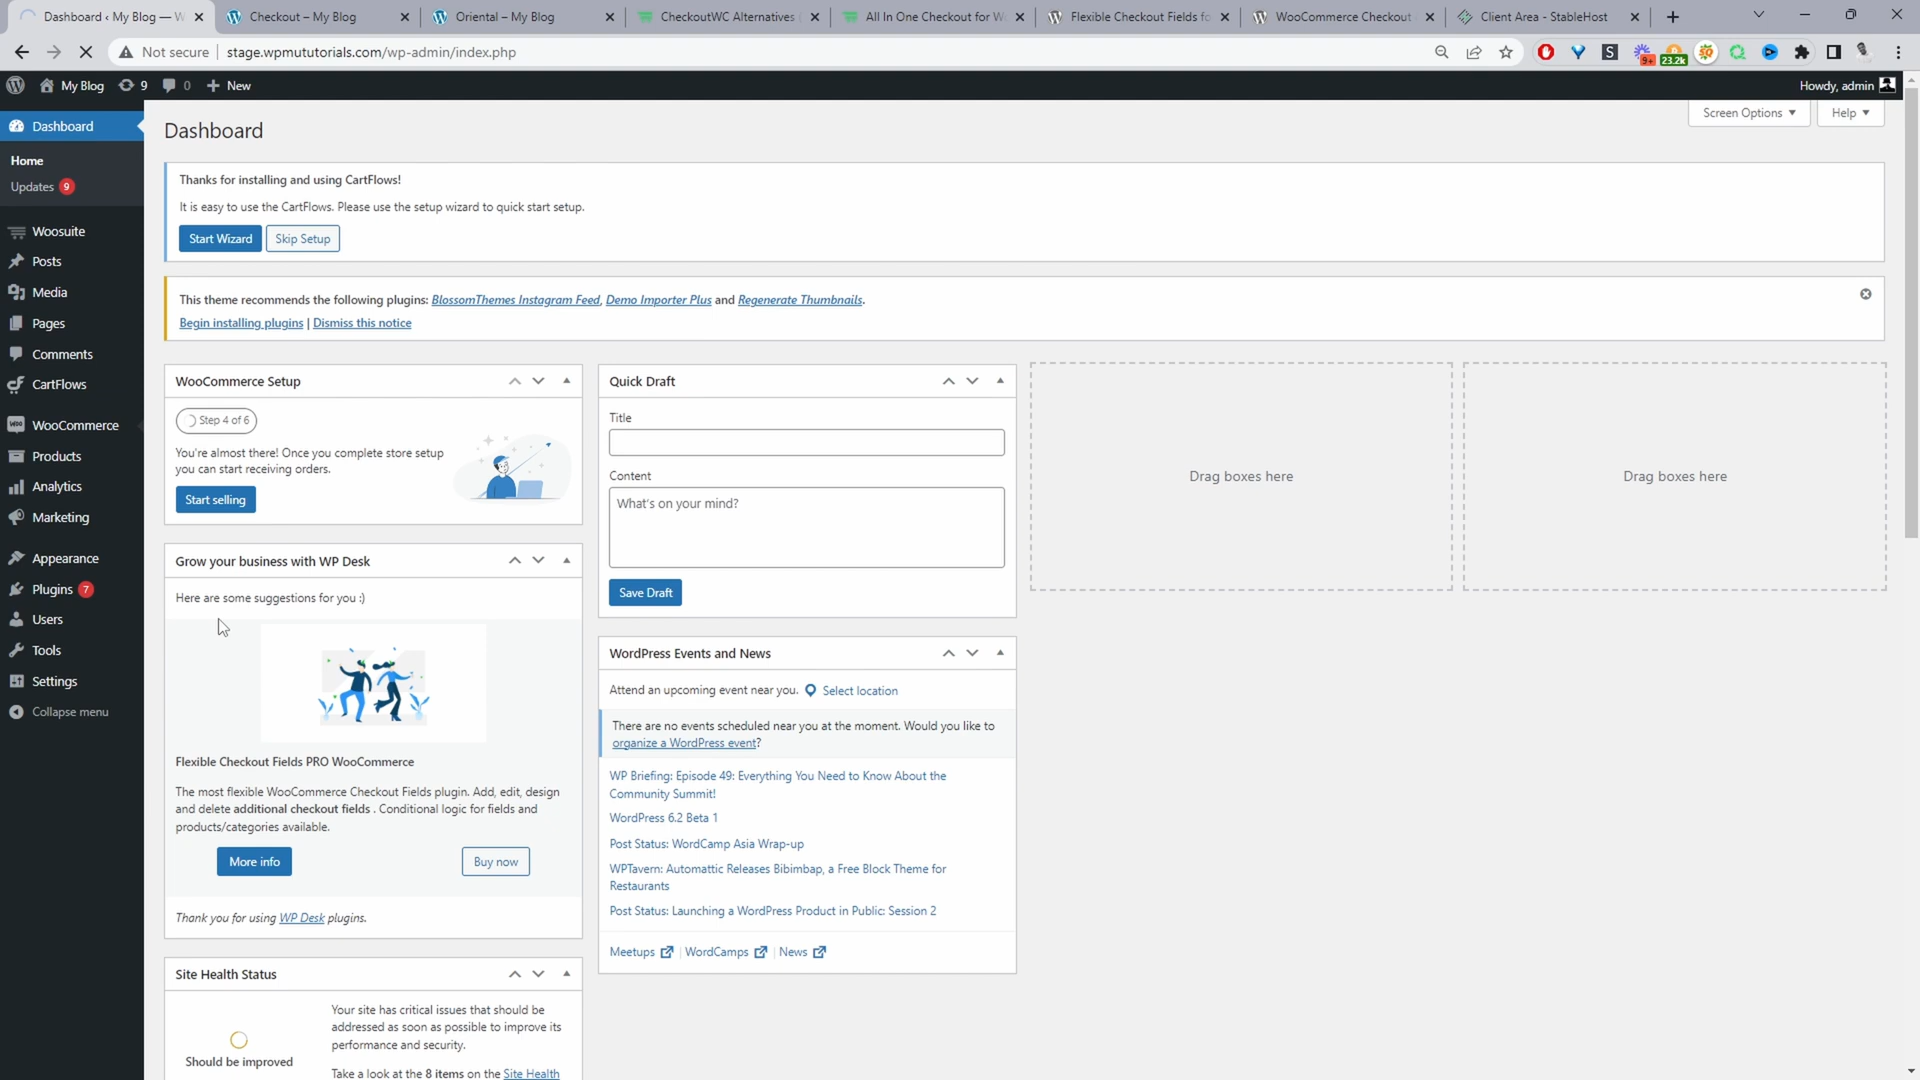 Dashboard ‹ My Blog — W
Checkout – My Blog
Oriental – My Blog
CheckoutWC Alternatives
All In One Checkout for W
Flexible Checkout Fields fo
WooCommerce Checkout
Client Area - StableHost
Not secure
stage.wpmututorials.com/wp-admin/index.php
9+
23.2k
My Blog
9
0
New
Howdy, admin
Dashboard
Home
Updates 9
Woosuite
Posts
Media
Pages
Comments
CartFlows
WooCommerce
Products
Analytics
Marketing
Appearance
Plugins 7
Users
Tools
Settings
Collapse menu
Dashboard
Screen Options
Help
Thanks for installing and using CartFlows!
It is easy to use the CartFlows. Please use the setup wizard to quick start setup.
Start Wizard
Skip Setup
This theme recommends the following plugins: BlossomThemes Instagram Feed, Demo Importer Plus and Regenerate Thumbnails.
Begin installing plugins | Dismiss this notice
WooCommerce Setup
Step 4 of 6
You're almost there! Once you complete store setup
you can start receiving orders.
Start selling
Grow your business with WP Desk
Here are some suggestions for you :)
Flexible Checkout Fields PRO WooCommerce
The most flexible WooCommerce Checkout Fields plugin. Add, edit, design
and delete additional checkout fields . Conditional logic for fields and
products/categories available.
More info
Buy now
Thank you for using WP Desk plugins.
Site Health Status
Should be improved
Your site has critical issues that should be
addressed as soon as possible to improve its
performance and security.
Take a look at the 8 items on the Site Health
Quick Draft
Title
Content
What's on your mind?
Save Draft
WordPress Events and News
Attend an upcoming event near you.
Select location
There are no events scheduled near you at the moment. Would you like to
organize a WordPress event?
WP Briefing: Episode 49: Everything You Need to Know About the
Community Summit!
WordPress 6.2 Beta 1
Post Status: WordCamp Asia Wrap-up
WPTavern: Automattic Releases Bibimbap, a Free Block Theme for
Restaurants
Post Status: Launching a WordPress Product in Public: Session 2
Meetups | WordCamps | News
Drag boxes here
Drag boxes here